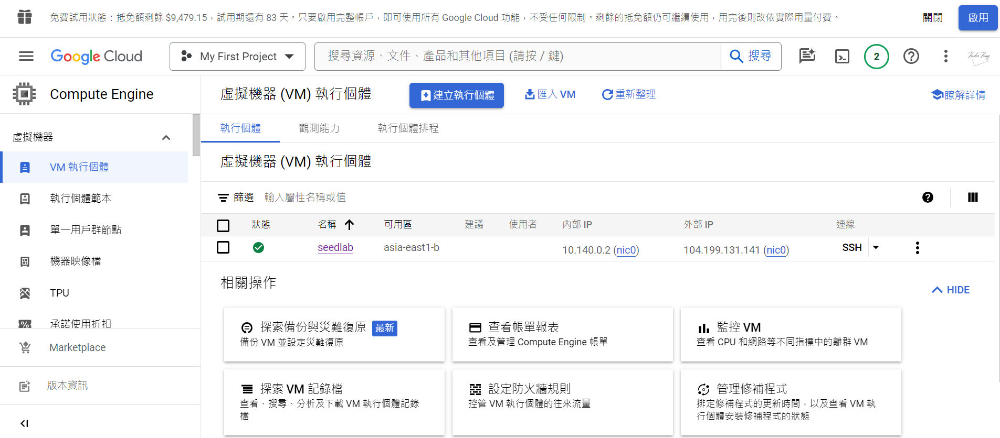 免費試用狀態：抵免額剩餘 $9,479.15，試用期還有 83 天。只要啟用完整帳戶，即可使用所有 Google Cloud 功能，不受任何限制。剩餘的抵免額仍可繼續使用，用完後則改依實際用量付費。
關閉
啟用
Google Cloud
My First Project
搜尋資源、文件、產品和其他項目 (請按 / 鍵)
搜尋
2
Compute Engine
虛擬機器 (VM) 執行個體
建立執行個體
匯入 VM
重新整理
瞭解詳情
虛擬機器
VM 執行個體
執行個體範本
單一用戶群節點
機器映像檔
TPU
承諾使用折扣
Marketplace
版本資訊
執行個體
觀測能力
執行個體排程
虛擬機器 (VM) 執行個體
篩選
輸入屬性名稱或值
狀態
名稱
可用區
建議
使用者
內部 IP
外部 IP
連線
seedlab
asia-east1-b
10.140.0.2 (nic0)
104.199.131.141 (nic0)
SSH
相關操作
HIDE
探索備份與災難復原
最新
備份 VM 並設定災難復原
查看帳單報表
查看及管理 Compute Engine 帳單
監控 VM
查看 CPU 和網路等不同指標中的離群 VM
探索 VM 記錄檔
查看、搜尋、分析及下載 VM 執行個體記錄
檔
設定防火牆規則
控管 VM 執行個體的往來流量
管理修補程式
排定修補程式的更新時間，以及查看 VM 執
行個體安裝修補程式的狀態